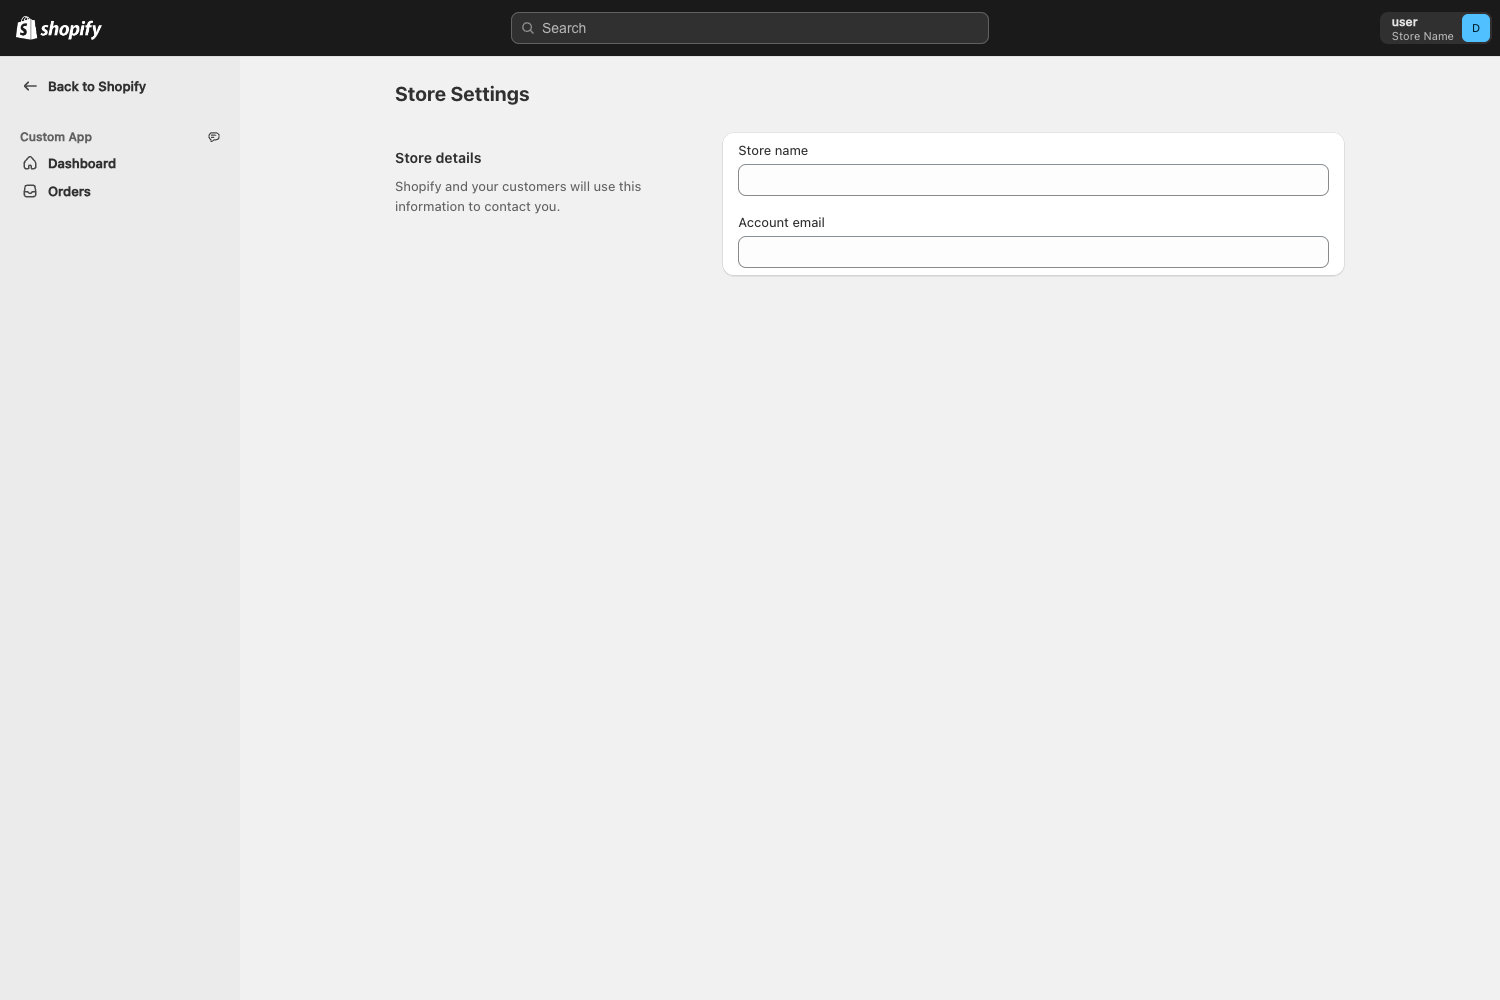 shopify
Search
user
Store Name
D
Back to Shopify
Custom App
Dashboard
Orders
Store Settings
Store details
Shopify and your customers will use this
information to contact you.
Store name
Account email